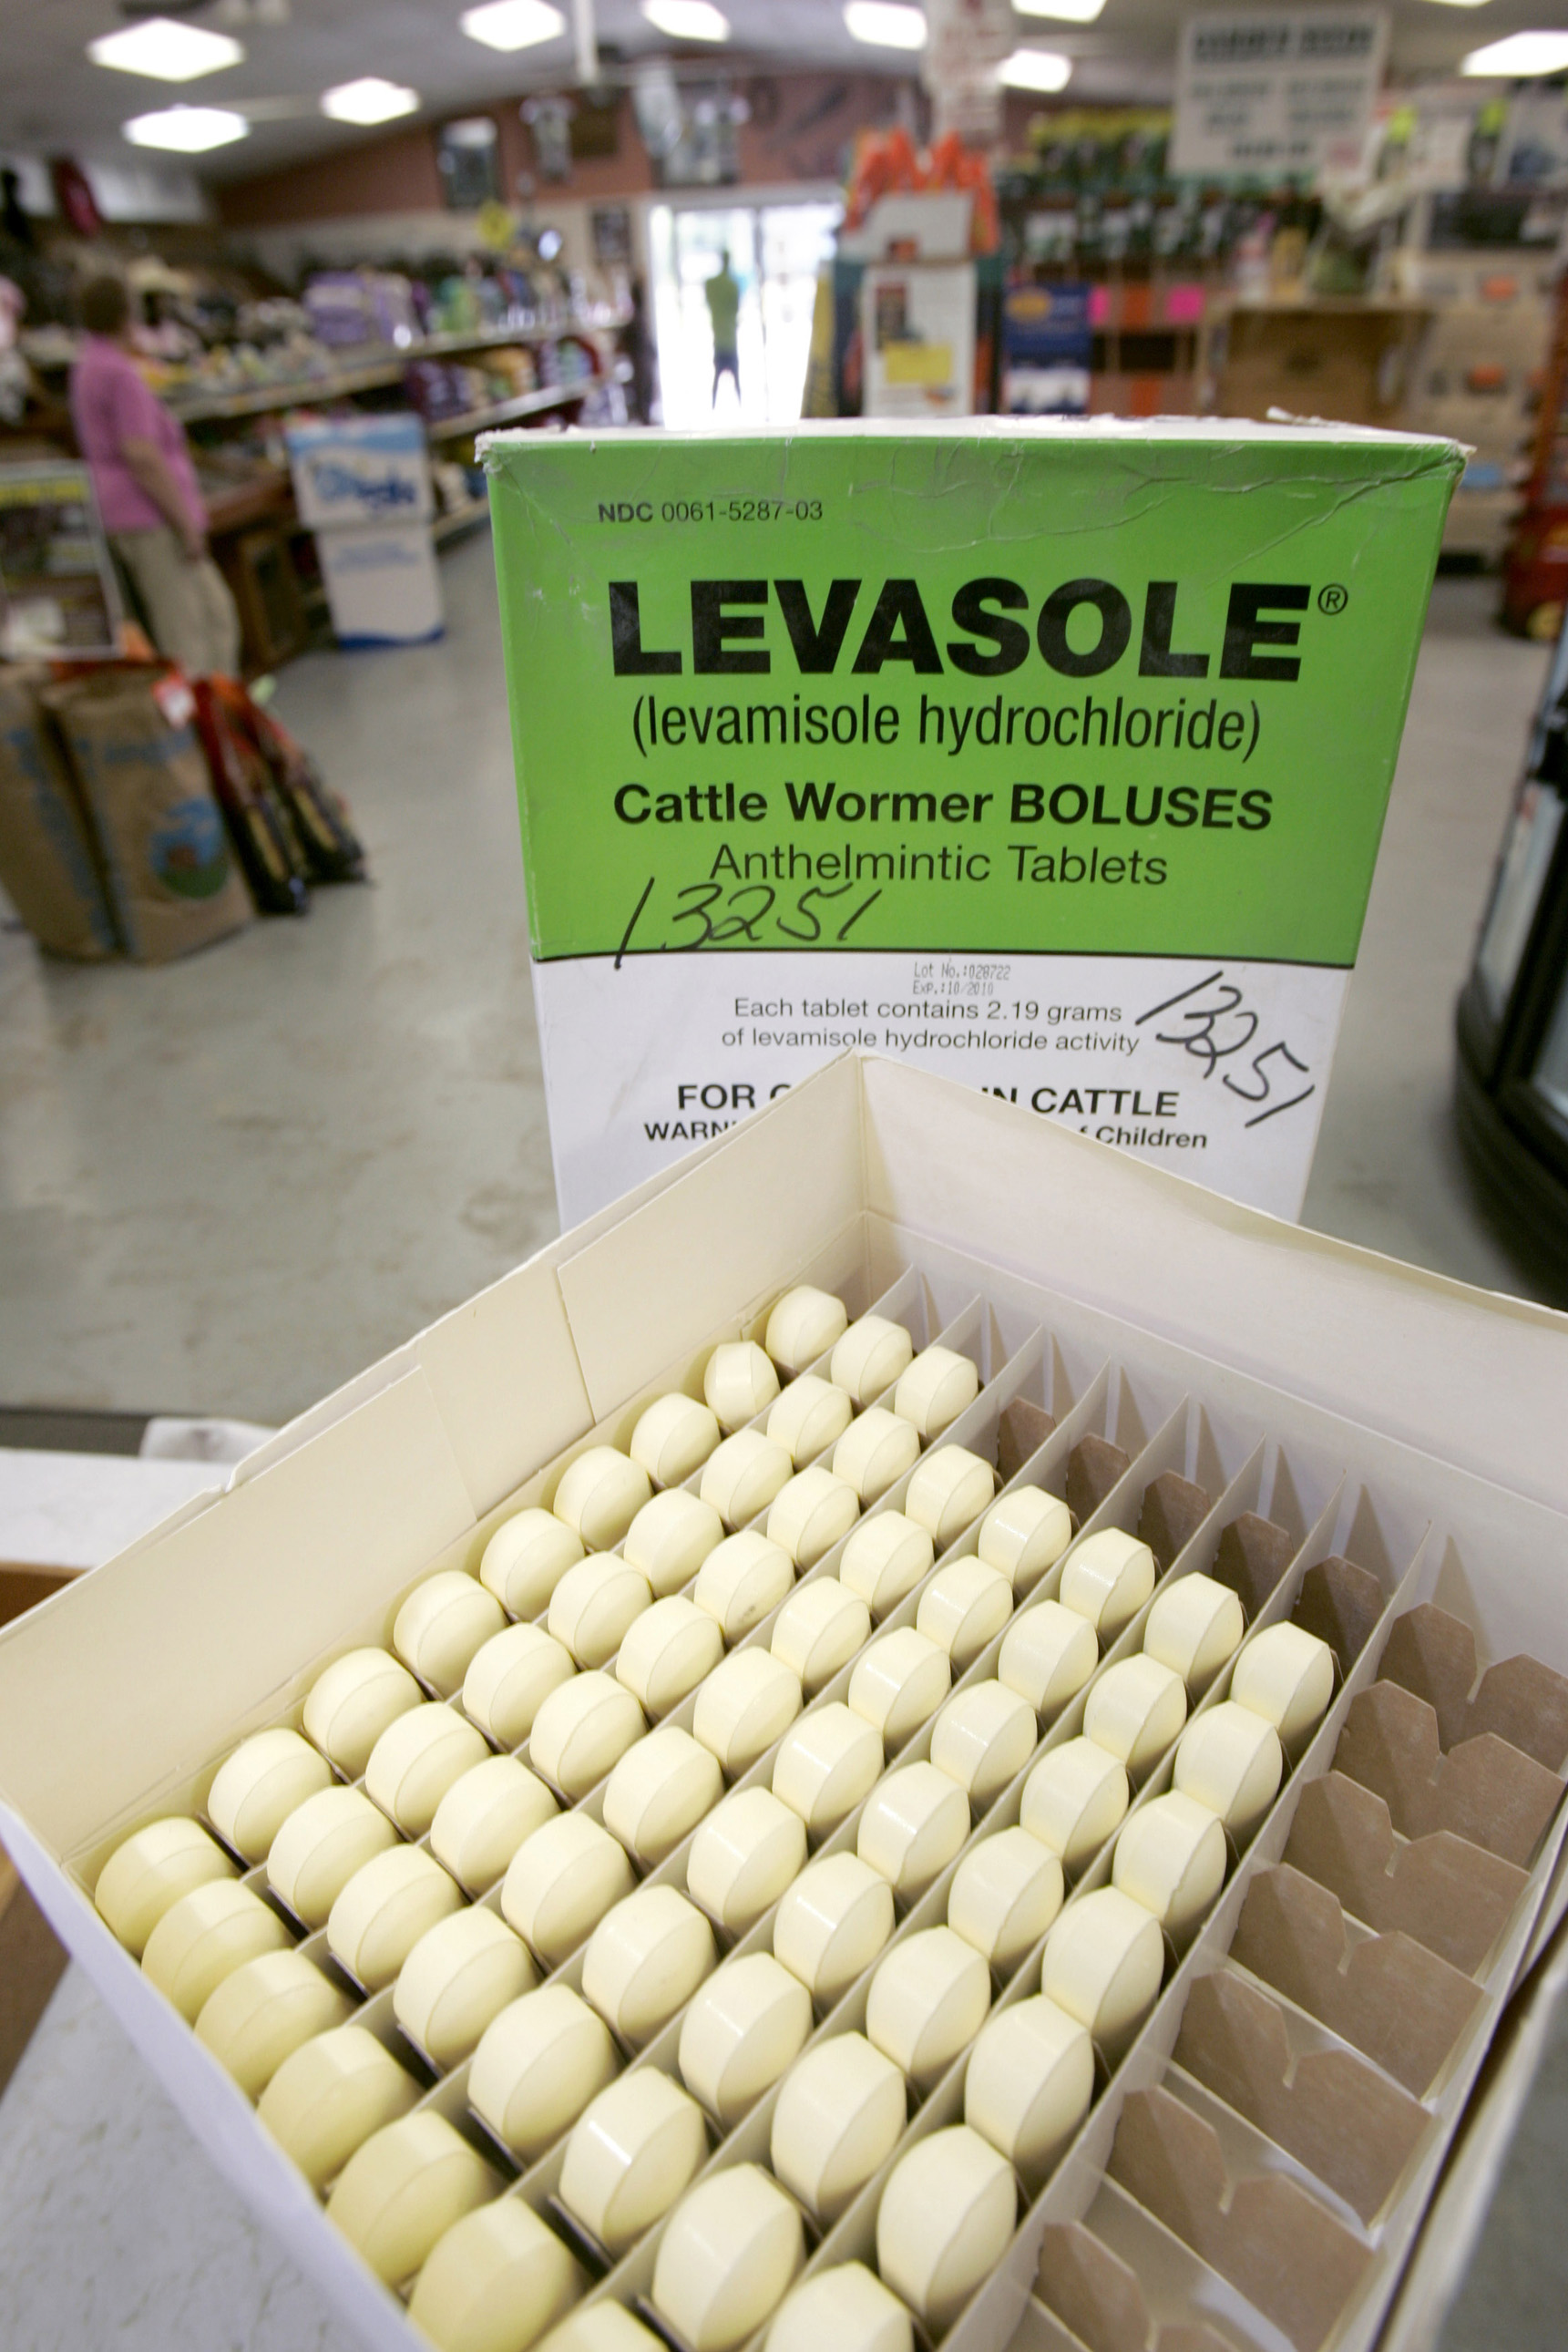 NDC 0061-5287-03
LEVASOLE®
(levamisole hydrochloride)
Cattle Wormer BOLUSES
Anthelmintic Tablets
13251
Lot No.:028722
Exp.:10/2010
Each tablet contains 2.19 grams
of levamisole hydrochloride activity
13251
FOR IN CATTLE
Children